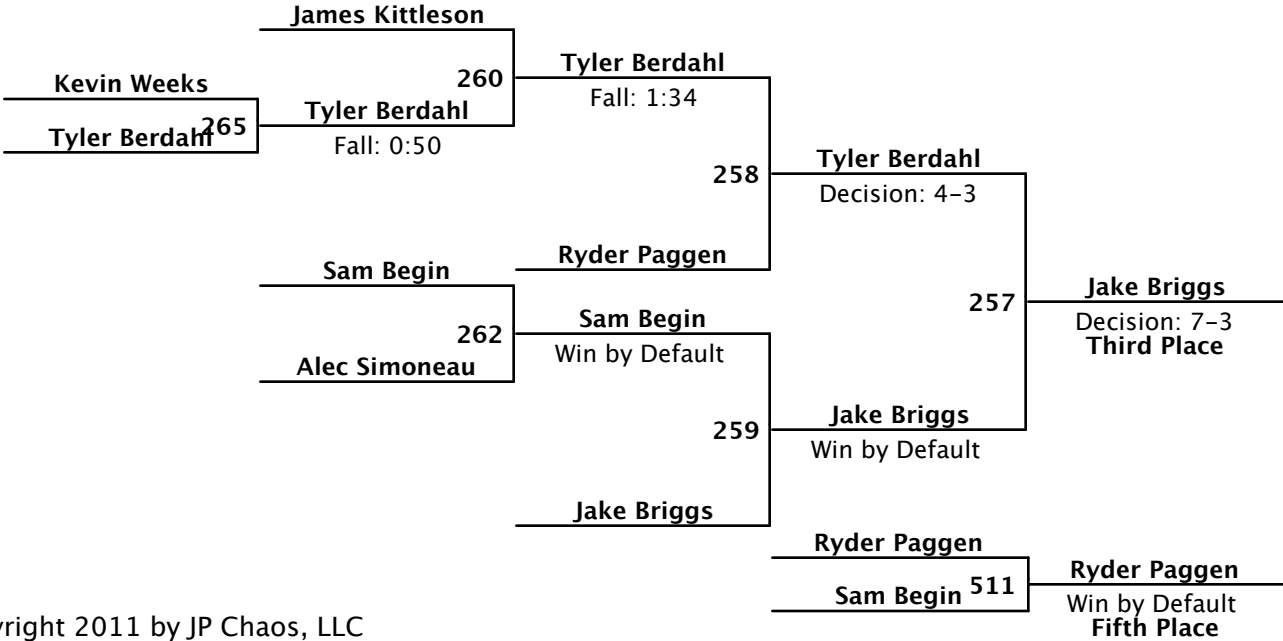 James Kittleson
Kevin Weeks
260
Tyler Berdahl
Fall: 1:34
Tyler Berdahl
265
Tyler Berdahl
Fall: 0:50
258
Tyler Berdahl
Decision: 4-3
Ryder Paggen
Sam Begin
262
Sam Begin
Win by Default
Alec Simoneau
257
Jake Briggs
Decision: 7-3
Third Place
259
Jake Briggs
Win by Default
Jake Briggs
Ryder Paggen
Sam Begin
511
Ryder Paggen
Win by Default
Fifth Place
yright 2011 by JP Chaos, LLC